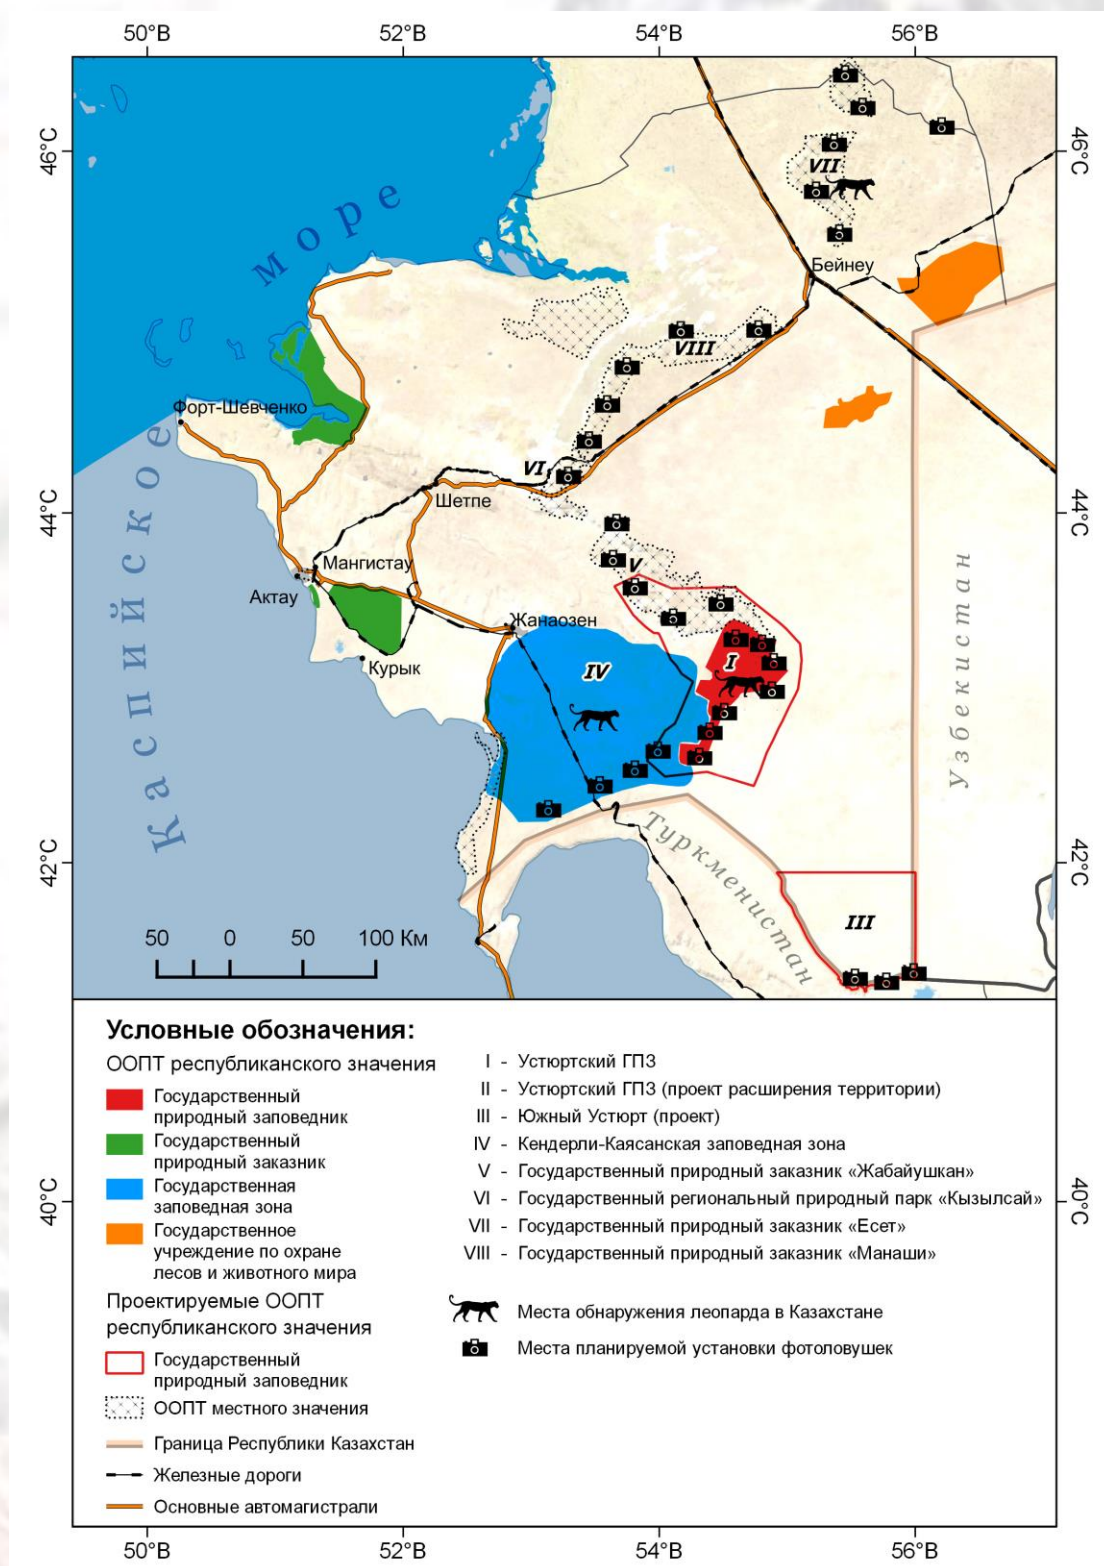 50°В 52°В 54°В 56°В
46°С 46°С
море
VII
Бейнеу
VIII
Форт-Шевченко
VI
Шетпе
44°С 44°С
Каспийское
Мангистау
V
Актау
Жанаозен
Узбекистан
Курык
IV
I
42°С 42°С
Туркменистан
III
50 0 50 100 Км
Условные обозначения:
ООПТ республиканского значения
Государственный
природный заповедник
Государственный
природный заказник
Государственная
заповедная зона
Государственное
учреждение по охране
лесов и животного мира
Проектируемые ООПТ
республиканского значения
Государственный
природный заповедник
ООПТ местного значения
Граница Республики Казахстан
Железные дороги
Основные автомагистрали
I - Устюртский ГПЗ
II - Устюртский ГПЗ (проект расширения территории)
III - Южный Устюрт (проект)
IV - Кендерли-Каясанская заповедная зона
V - Государственный природный заказник «Жабайушкан»
VI - Государственный региональный природный парк «Кызылсай»
VII - Государственный природный заказник «Есет»
VIII - Государственный природный заказник «Манаши»
Места обнаружения леопарда в Казахстане
Места планируемой установки фотоловушек
40°С 40°С
50°В 52°В 54°В 56°В